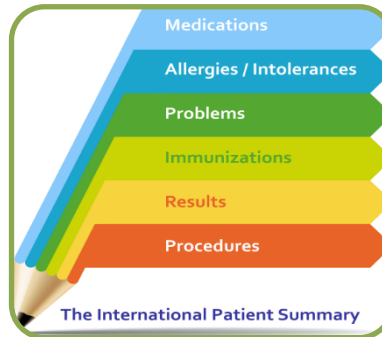 Medications
Allergies / Intolerances
Problems
Immunizations
Results
Procedures
The International Patient Summary